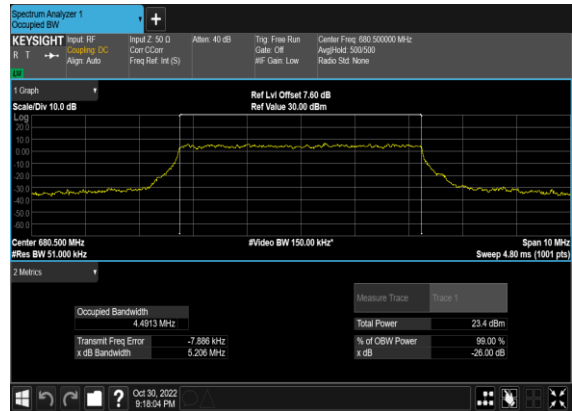 Spectrum Analyzer 1
Occupied BW
+
KEYSIGHT
R T
LXI
Input: RF
Coupling: DC
Align: Auto
Input Z: 50 Ω
Corr CCorr
Freq Ref: Int (S)
Atten: 40 dB
Trig: Free Run
Gate: Off
#IF Gain: Low
Center Freq: 680.500000 MHz
Avg|Hold: 500/500
Radio Std: None
1 Graph
Scale/Div 10.0 dB
Ref Lvl Offset 7.60 dB
Ref Value 30.00 dBm
Log
20.0
10.0
0.00
-10.0
-20.0
-30.0
-40.0
-50.0
-60.0
Center 680.500 MHz
#Res BW 51.000 kHz
#Video BW 150.00 kHz*
Span 10 MHz
Sweep 4.80 ms (1001 pts)
2 Metrics
Measure Trace Trace 1
Occupied Bandwidth
4.4913 MHz
Total Power 23.4 dBm
Transmit Freq Error -7.886 kHz
% of OBW Power 99.00 %
x dB Bandwidth 5.206 MHz
x dB -26.00 dB
?
Oct 30, 2022
9:18:04 PM